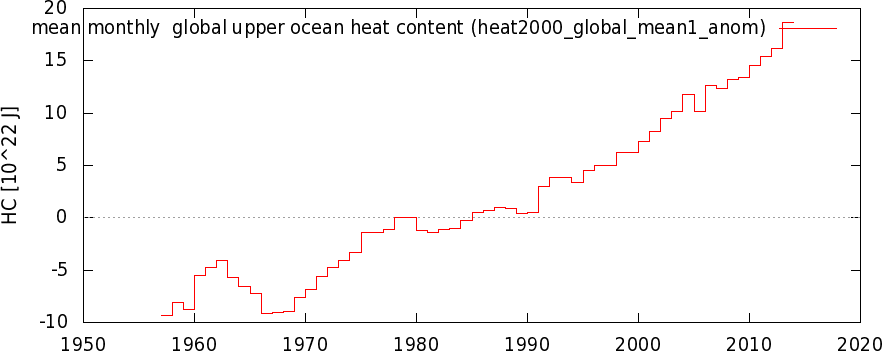 mean monthly  global upper ocean heat content (heat2000_global_mean1_anom)
HC [10^22 J]
20
15
10
5
0
-5
-10
1950 1960 1970 1980 1990 2000 2010 2020